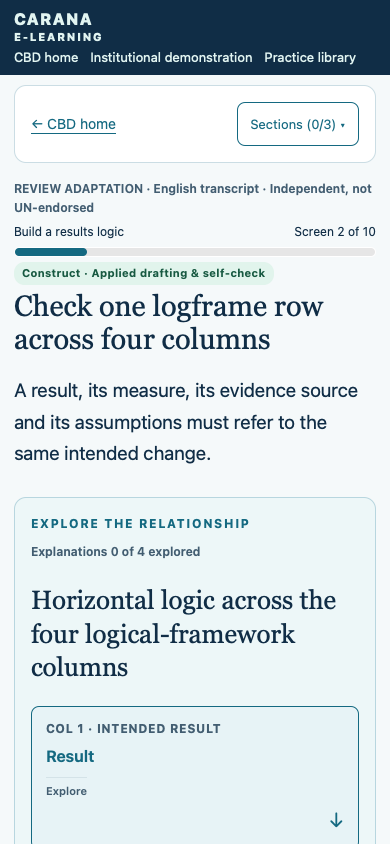 CARANA
E-LEARNING
CBD home Institutional demonstration Practice library
← CBD home
Sections (0/3) ▾
REVIEW ADAPTATION · English transcript · Independent, not
UN-endorsed
Build a results logic
Screen 2 of 10
Construct · Applied drafting & self-check
Check one logframe row
across four columns
A result, its measure, its evidence source
and its assumptions must refer to the
same intended change.
EXPLORE THE RELATIONSHIP
Explanations 0 of 4 explored
Horizontal logic across the
four logical-framework
columns
COL 1 · INTENDED RESULT
Result
Explore
↓